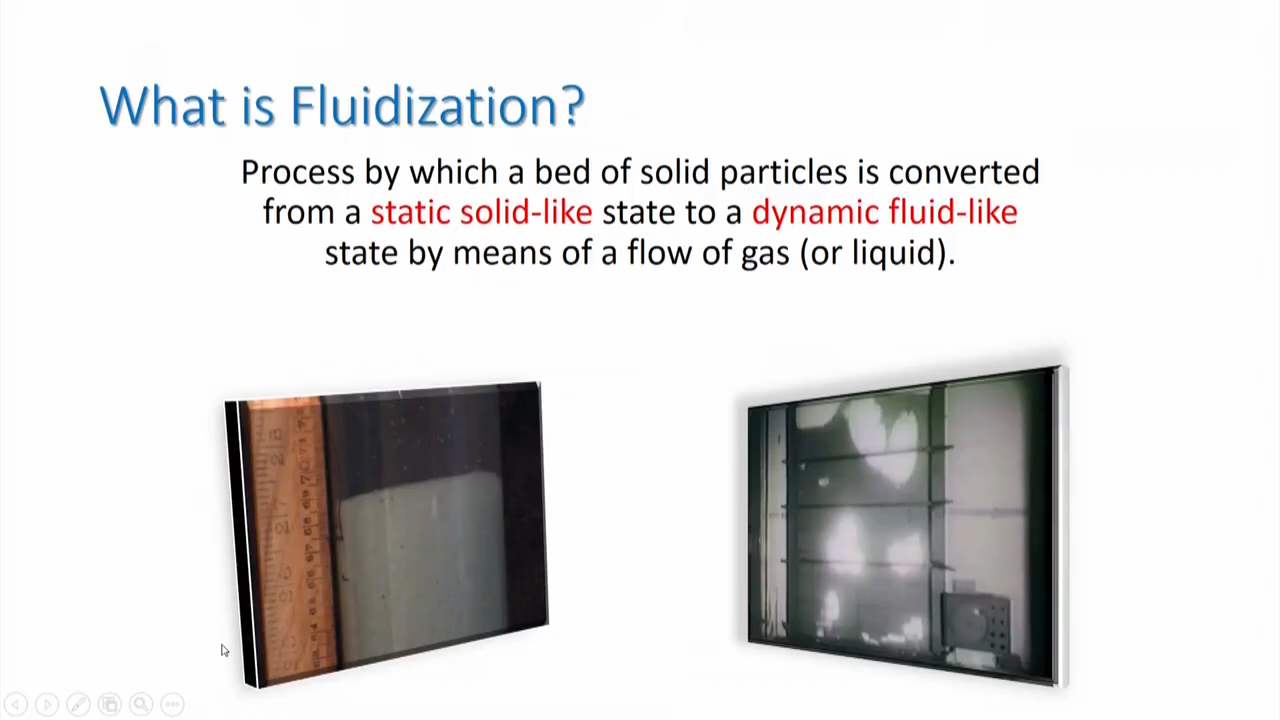 What is Fluidization?
Process by which a bed of solid particles is converted
from a static solid-like state to a dynamic fluid-like
state by means of a flow of gas (or liquid).